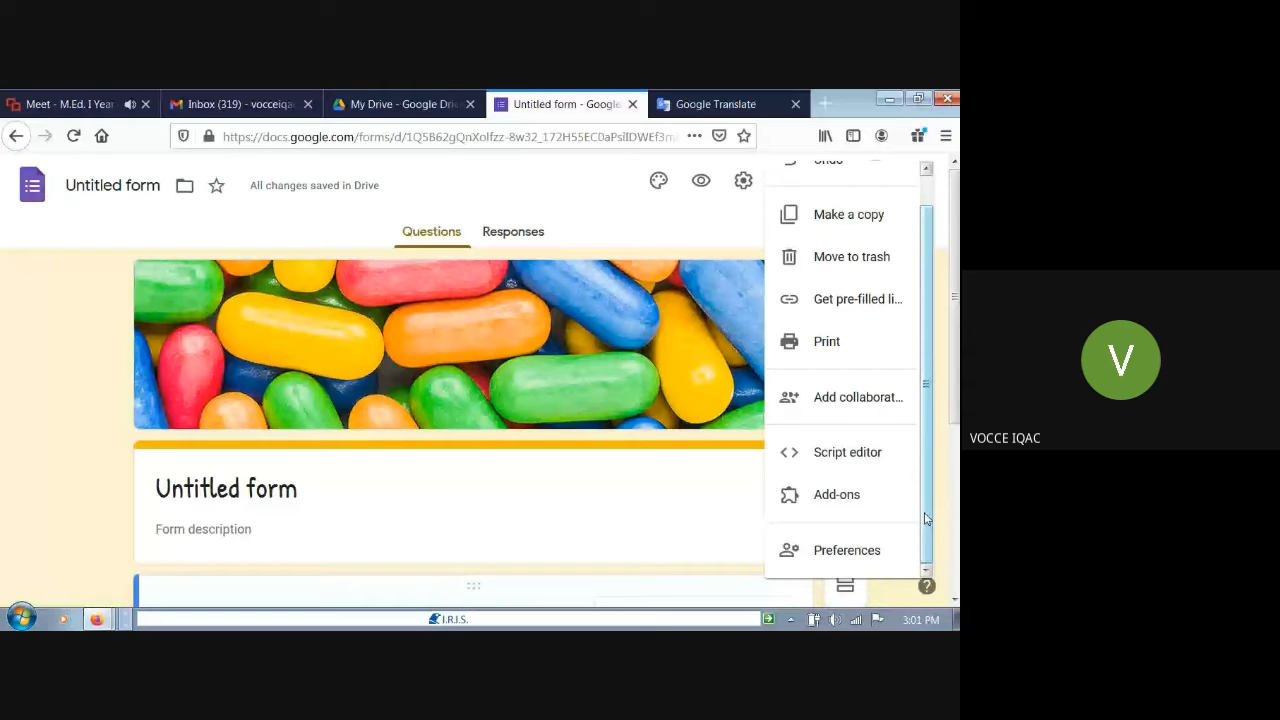 Meet - M.Ed. I Year
Inbox (319) - vocceiqa
My Drive - Google Dri
Untitled form - Google
Google Translate
https://docs.google.com/forms/d/1Q5B62gQnXolfzz-8w32_172H55EC0aPsiIDWEf3m
Untitled form
All changes saved in Drive
Questions
Responses
Undo
Make a copy
Move to trash
Get pre-filled li...
Print
Add collaborat...
Script editor
Add-ons
Preferences
Untitled form
Form description
I.R.I.S.
3:01 PM
V
VOCCE IQAC